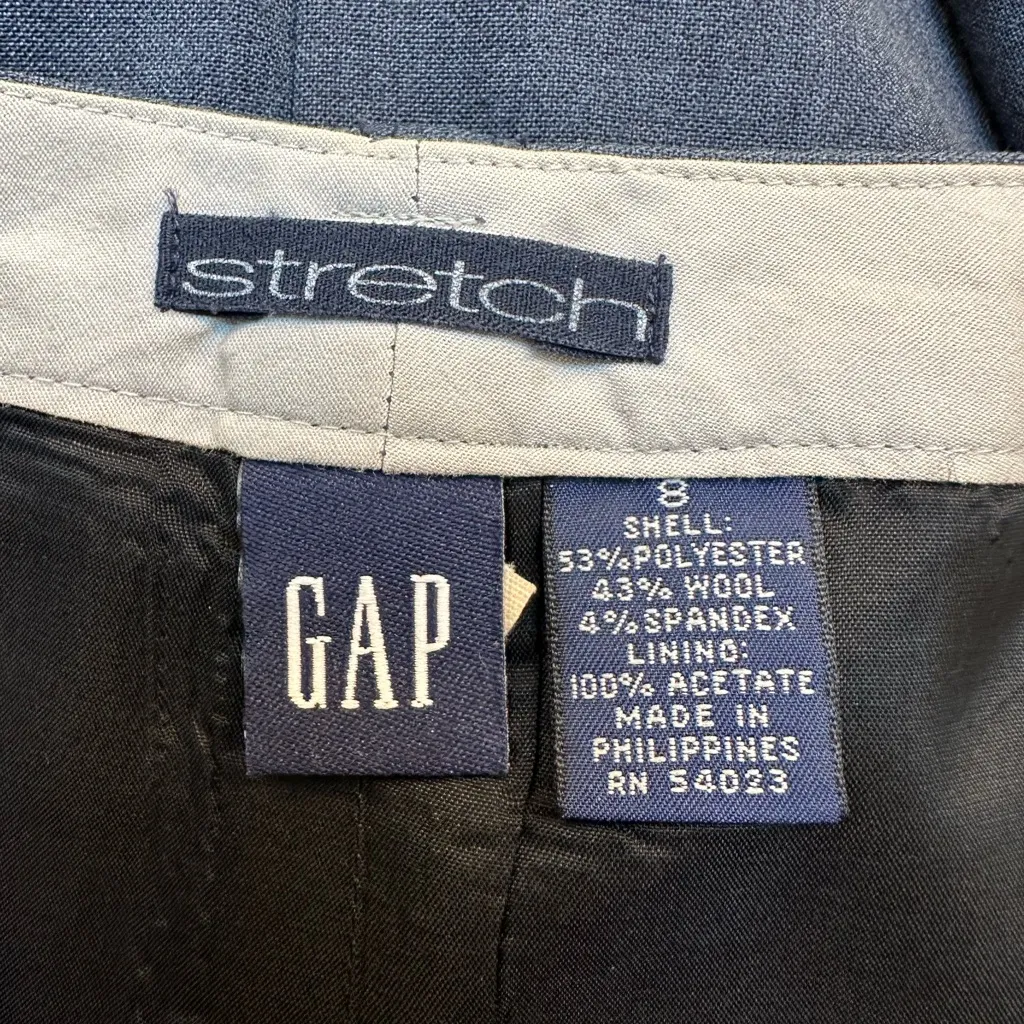 stretch
GAP
8
SHELL:
53%POLYESTER
43% WOOL
4%SPANDEX
LINING:
100% ACETATE
MADE IN
PHILIPPINES
RN 54023